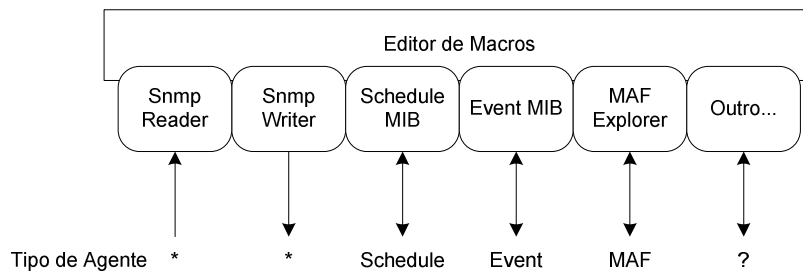 Editor de Macros
Snmp
Reader
Snmp
Writer
Schedule
MIB
Event MIB
MAF
Explorer
Outro...
Tipo de Agente * * Schedule Event MAF ?